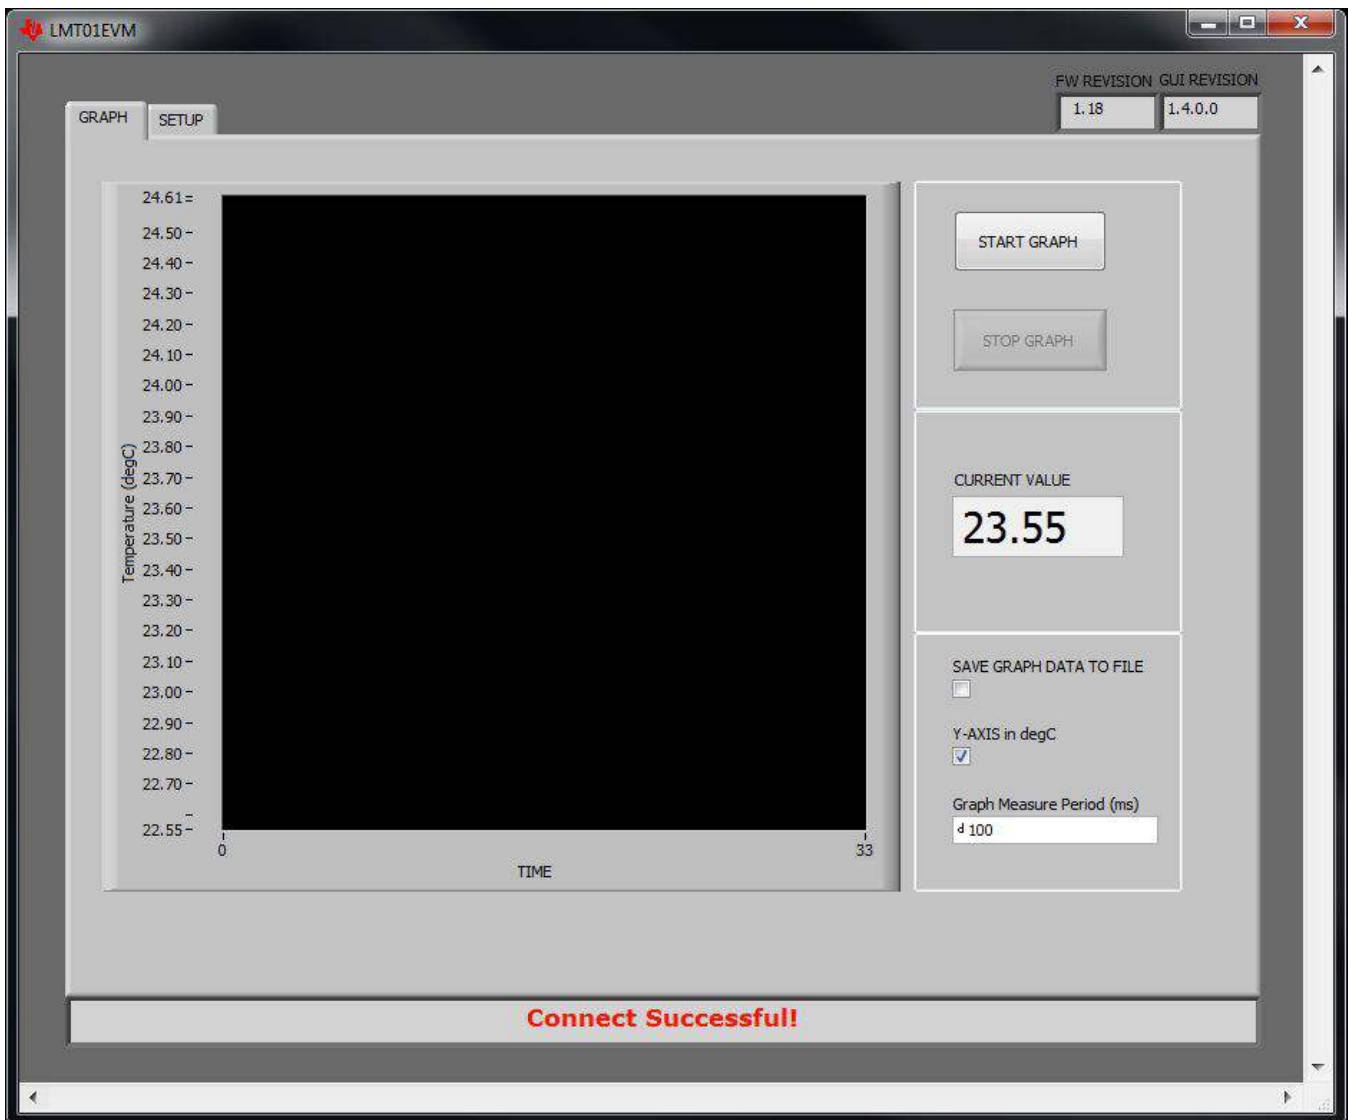 LMT01EVM
FW REVISION GUI REVISION
1.18 1.4.0.0
GRAPH SETUP
24.61
24.50
24.40
24.30
24.20
24.10
24.00
23.90
23.80
23.70
23.60
23.50
23.40
23.30
23.20
23.10
23.00
22.90
22.80
22.70
22.55
Temperature (degC)
0 33
TIME
START GRAPH
STOP GRAPH
CURRENT VALUE
23.55
SAVE GRAPH DATA TO FILE
Y-AXIS in degC
Graph Measure Period (ms)
d 100
Connect Successful!